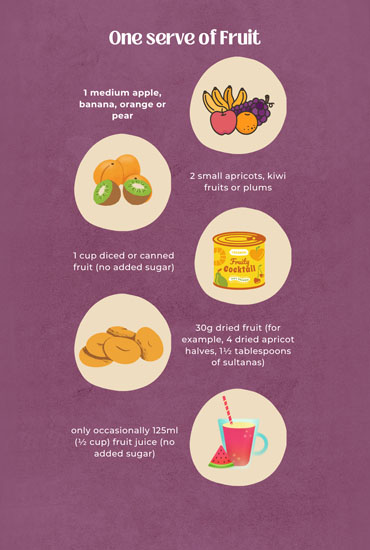 One serve of Fruit
1 medium apple,
banana, orange or
pear
2 small apricots, kiwi
fruits or plums
1 cup diced or canned
fruit (no added sugar)
Fruity
Cocktail
30g dried fruit (for
example, 4 dried apricot
halves, 1½ tablespoons
of sultanas)
only occasionally 125ml
(½ cup) fruit juice (no
added sugar)